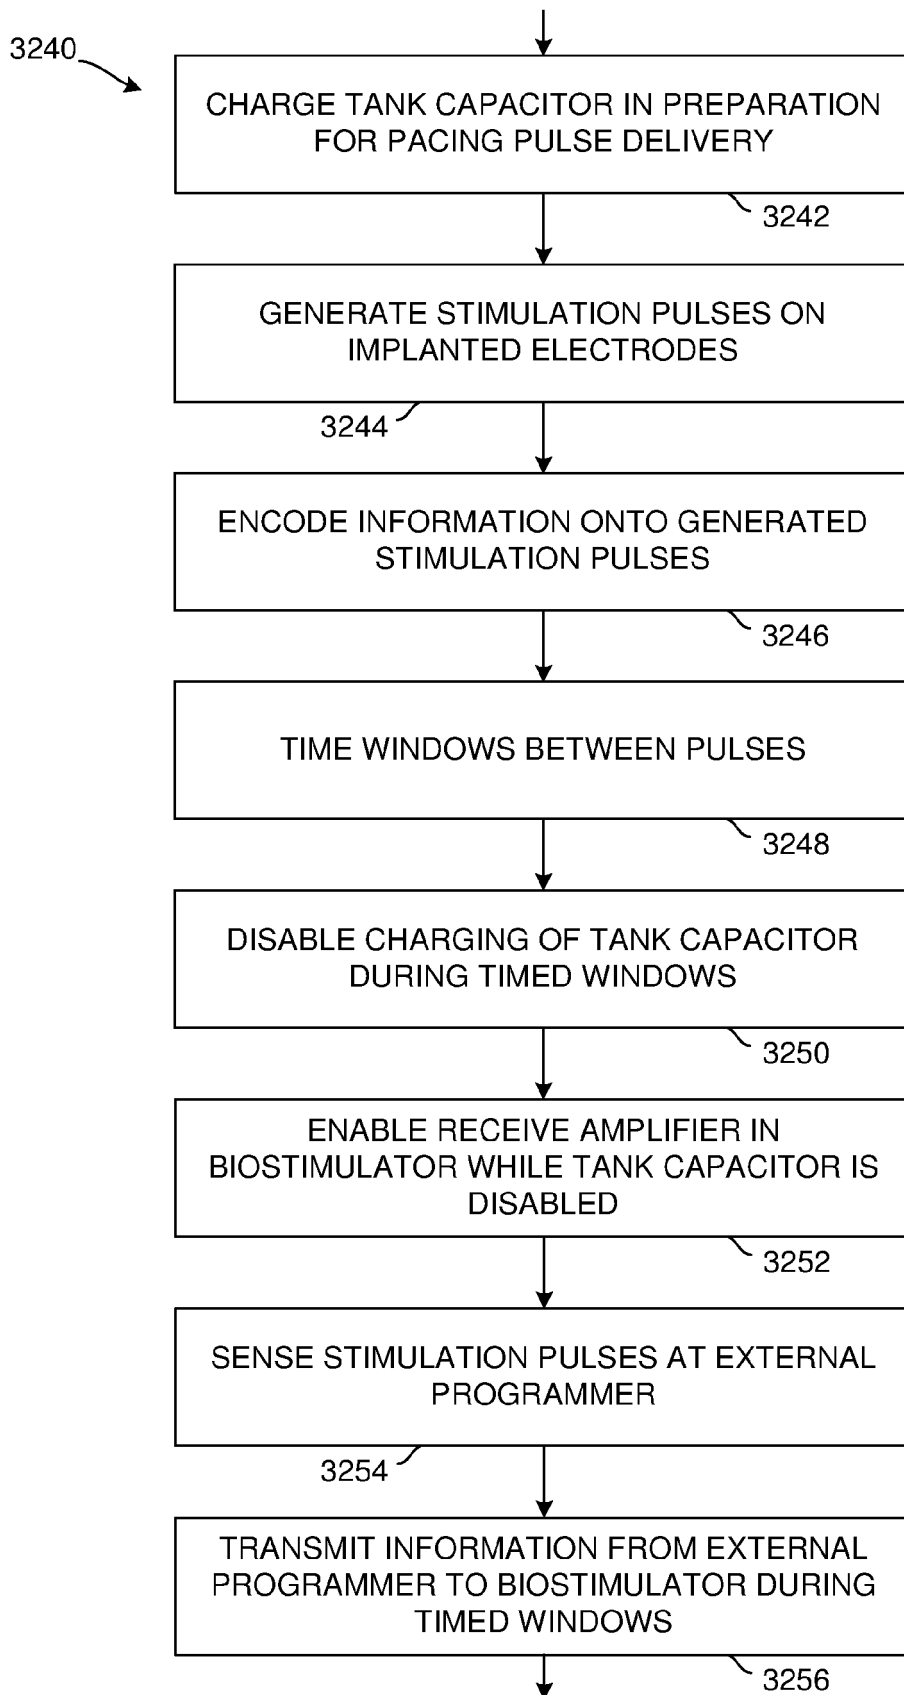 3240
CHARGE TANK CAPACITOR IN PREPARATION
FOR PACING PULSE DELIVERY
3242
GENERATE STIMULATION PULSES ON
IMPLANTED ELECTRODES
3244
ENCODE INFORMATION ONTO GENERATED
STIMULATION PULSES
3246
TIME WINDOWS BETWEEN PULSES
3248
DISABLE CHARGING OF TANK CAPACITOR
DURING TIMED WINDOWS
3250
ENABLE RECEIVE AMPLIFIER IN
BIOSTIMULATOR WHILE TANK CAPACITOR IS
DISABLED
3252
SENSE STIMULATION PULSES AT EXTERNAL
PROGRAMMER
3254
TRANSMIT INFORMATION FROM EXTERNAL
PROGRAMMER TO BIOSTIMULATOR DURING
TIMED WINDOWS
3256